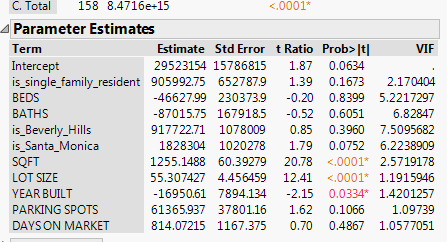 C. Total 158 8.4716e+15 <.0001*
Parameter Estimates
Term Estimate Std Error t Ratio Prob>|t| VIF
Intercept 29523154 15786815 1.87 0.0634 .
is_single_family_resident 905992.75 652787.9 1.39 0.1673 2.170404
BEDS -46627.99 230373.9 -0.20 0.8399 5.2217297
BATHS -87015.75 167918.5 -0.52 0.6051 6.82847
is_Beverly_Hills 917722.71 1078009 0.85 0.3960 7.5095682
is_Santa_Monica 1828304 1020278 1.79 0.0752 6.2238909
SQFT 1255.1488 60.39279 20.78 <.0001* 2.5719178
LOT SIZE 55.307427 4.456459 12.41 <.0001* 1.1915946
YEAR BUILT -16950.61 7894.134 -2.15 0.0334* 1.4201257
PARKING SPOTS 61365.937 37801.16 1.62 0.1066 1.09739
DAYS ON MARKET 814.07215 1167.375 0.70 0.4867 1.0577051